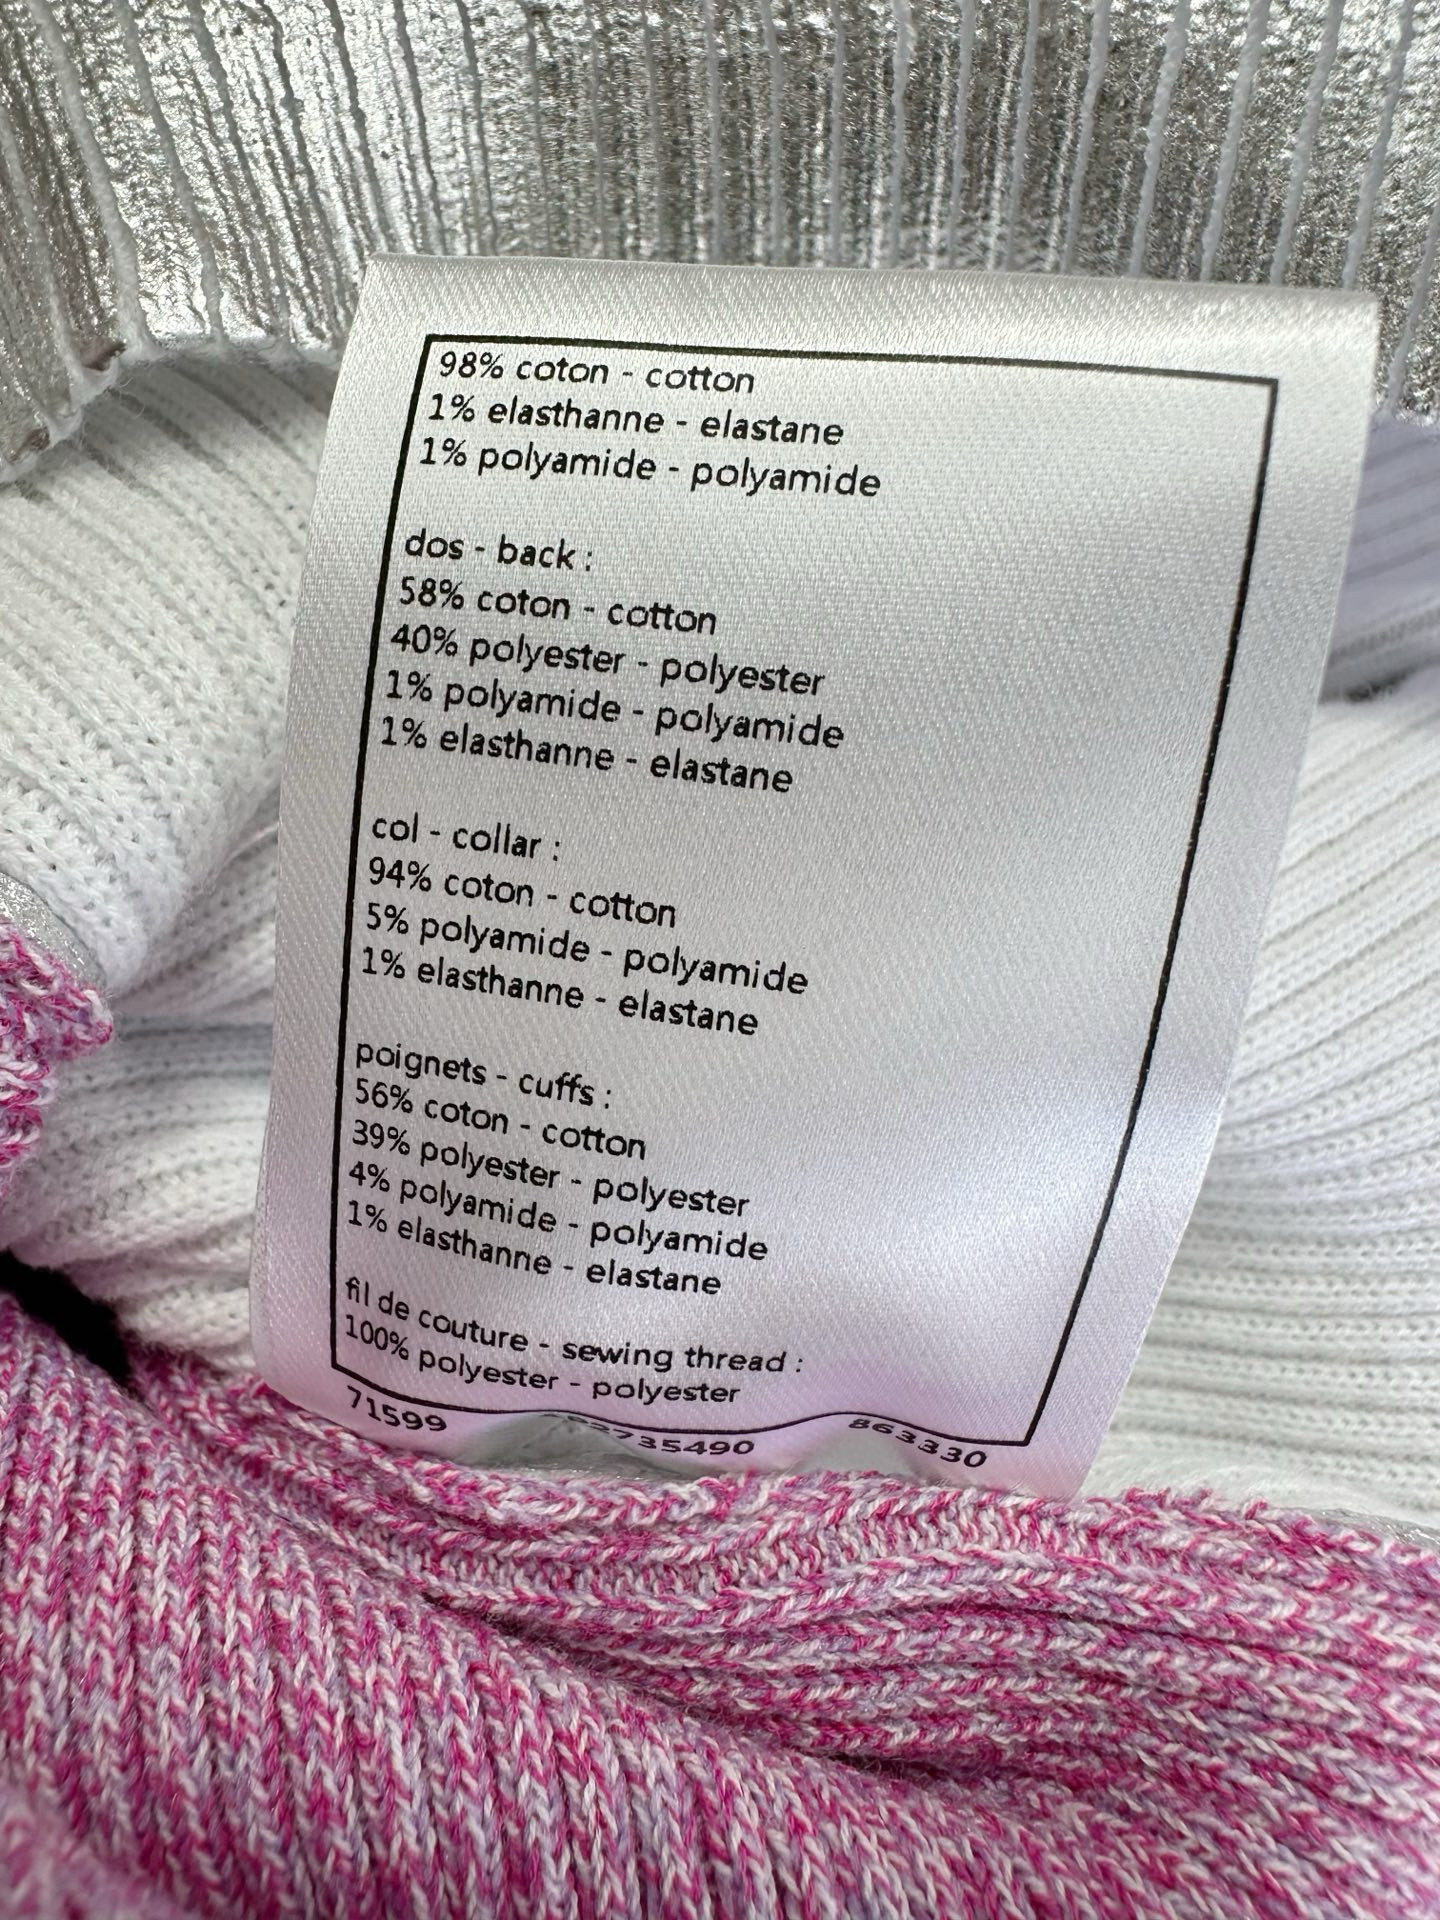 98% coton - cotton
1% elasthanne - elastane
1% polyamide - polyamide
dos - back :
58% coton - cotton
40% polyester - polyester
1% polyamide - polyamide
1% elasthanne - elastane
col - collar :
94% coton - cotton
5% polyamide - polyamide
1% elasthanne - elastane
poignets - cuffs :
56% coton - cotton
39% polyester - polyester
4% polyamide - polyamide
1% elasthanne - elastane
fil de couture - sewing thread :
100% polyester - polyester
71599 863330